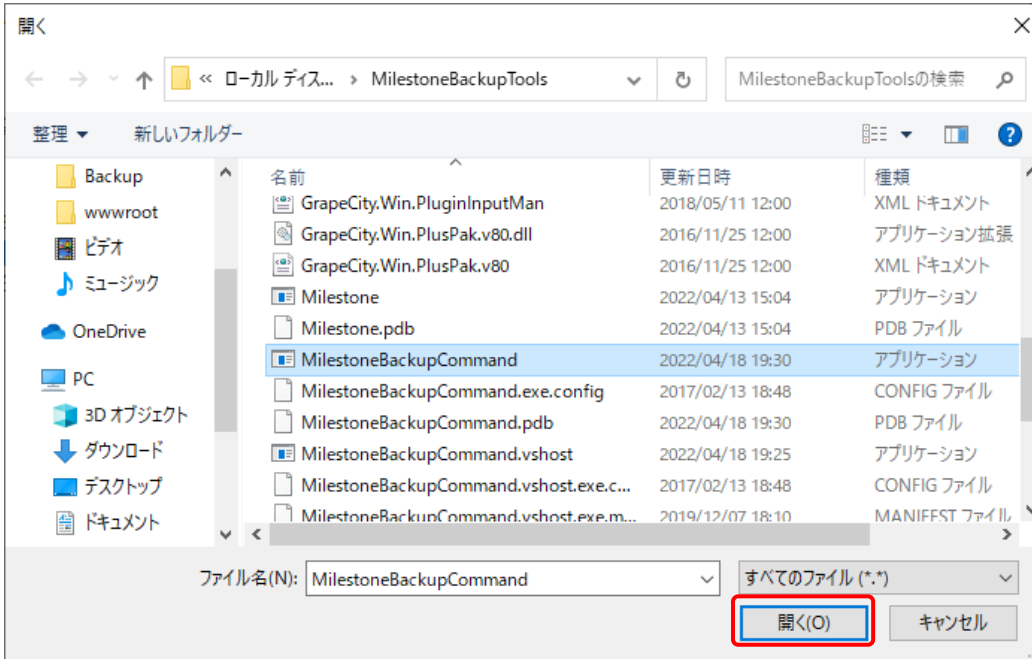 開く
« ローカル ディス... › MilestoneBackupTools
MilestoneBackupToolsの検索
整理 新しいフォルダー
Backup
wwwroot
ビデオ
ミュージック
OneDrive
PC
3D オブジェクト
ダウンロード
デスクトップ
ドキュメント
名前 更新日時 種類
GrapeCity.Win.PluginInputMan 2018/05/11 12:00 XML ドキュメント
GrapeCity.Win.PlusPak.v80.dll 2016/11/25 12:00 アプリケーション拡張
GrapeCity.Win.PlusPak.v80 2016/11/25 12:00 XML ドキュメント
Milestone 2022/04/13 15:04 アプリケーション
Milestone.pdb 2022/04/13 15:04 PDB ファイル
MilestoneBackupCommand 2022/04/18 19:30 アプリケーション
MilestoneBackupCommand.exe.config 2017/02/13 18:48 CONFIG ファイル
MilestoneBackupCommand.pdb 2022/04/18 19:30 PDB ファイル
MilestoneBackupCommand.vshost 2022/04/18 19:25 アプリケーション
MilestoneBackupCommand.vshost.exe.c... 2017/02/13 18:48 CONFIG ファイル
MilestoneBackupCommand.vshost.exe.m... 2019/12/07 18:10 MANIFEST ファイル
ファイル名(N): MilestoneBackupCommand すべてのファイル (*.*)
開く(O) キャンセル